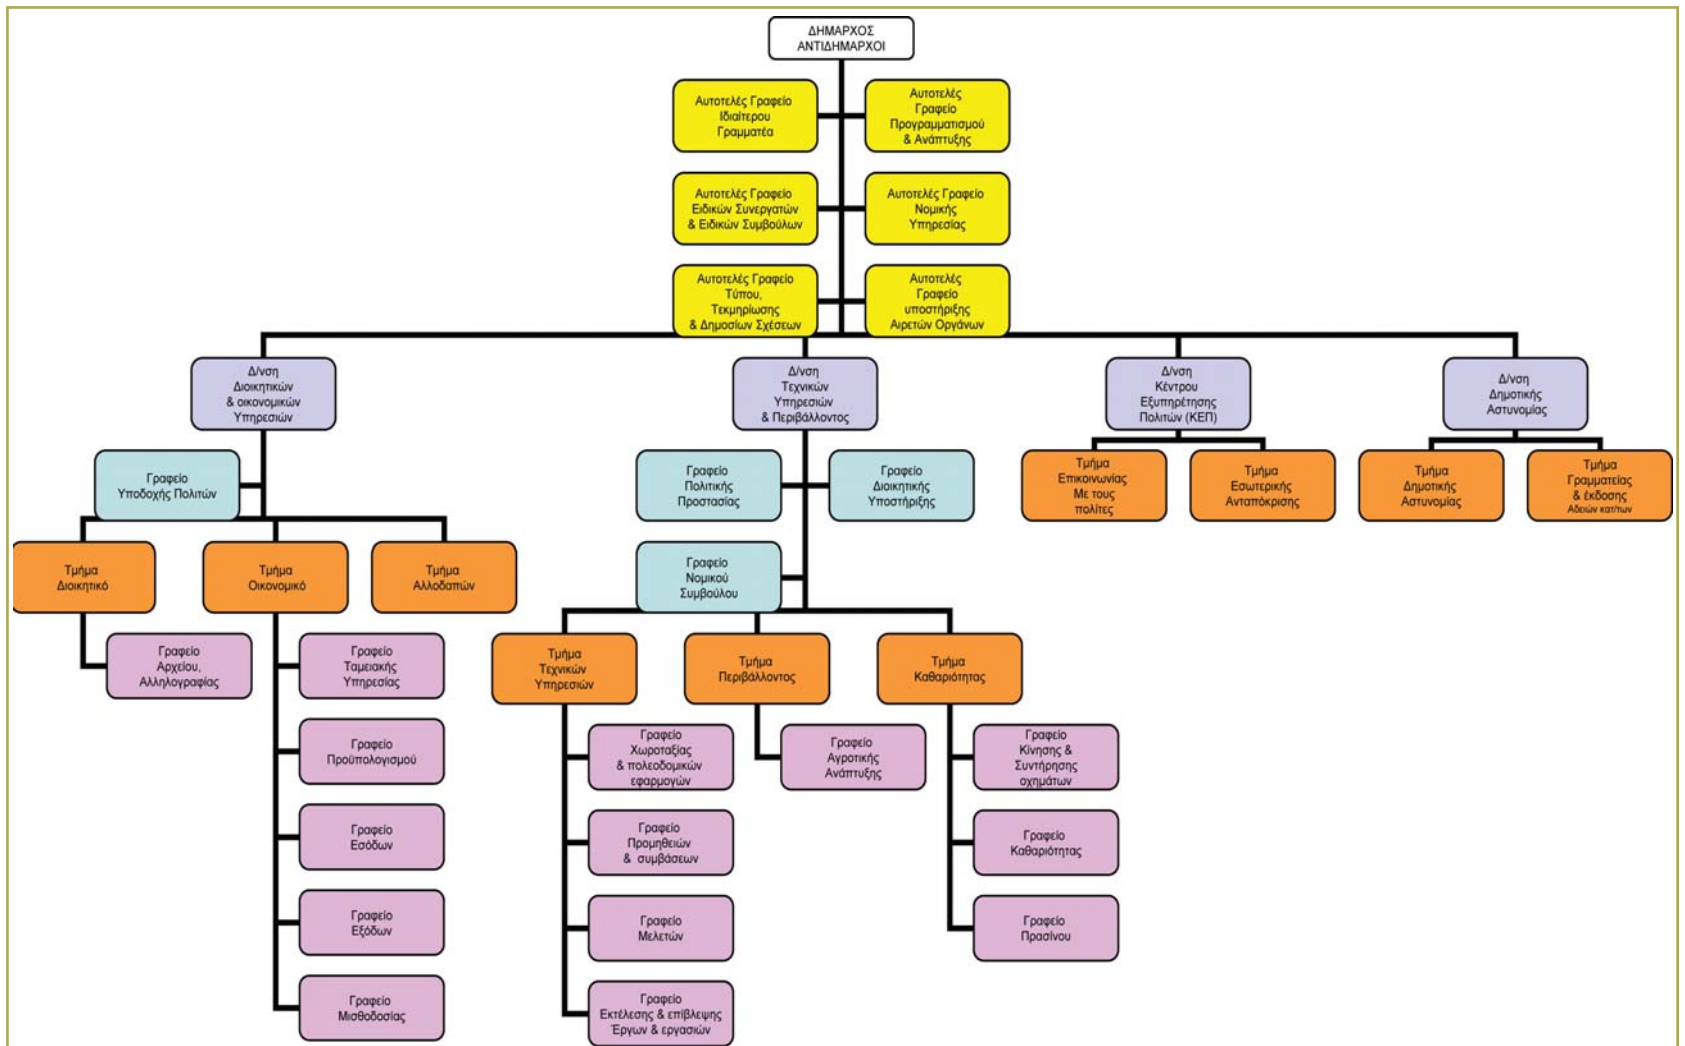 ΔΗΜΑΡΧΟΣ
ΑΝΤΙΔΗΜΑΡΧΟΙ
Αυτοτελές Γραφείο
Ιδιαίτερου
Γραμματέα
Αυτοτελές
Γραφείο
Προγραμματισμού
& Ανάπτυξης
Αυτοτελές Γραφείο
Ειδικών Συνεργατών
& Ειδικών Συμβούλων
Αυτοτελές Γραφείο
Νομικής
Υπηρεσίας
Αυτοτελές Γραφείο
Τύπου,
Τεκμηρίωσης
& Δημοσίων Σχέσεων
Αυτοτελές
Γραφείο
υποστήριξης
Αιρετών Οργάνων
Δ/νση
Διοικητικών
& οικονομικών
Υπηρεσιών
Δ/νση
Τεχνικών
Υπηρεσιών
& Περιβάλλοντος
Δ/νση
Κέντρου
Εξυπηρέτησης
Πολιτών (ΚΕΠ)
Δ/νση
Δημοτικής
Αστυνομίας
Γραφείο
Υποδοχής Πολιτών
Γραφείο
Πολιτικής
Προστασίας
Γραφείο
Διοικητικής
Υποστήριξης
Τμήμα
Επικοινωνίας
Με τους
πολίτες
Τμήμα
Εσωτερικής
Ανταπόκρισης
Τμήμα
Δημοτικής
Αστυνομίας
Τμήμα
Γραμματείας
& έκδοσης
Αδειών κατ/των
Τμήμα
Διοικητικό
Τμήμα
Οικονομικό
Τμήμα
Αλλοδαπών
Γραφείο
Νομικού
Συμβούλου
Γραφείο
Αρχείου,
Αλληλογραφίας
Γραφείο
Ταμειακής
Υπηρεσίας
Τμήμα
Τεχνικών
Υπηρεσιών
Τμήμα
Περιβάλλοντος
Τμήμα
Καθαριότητας
Γραφείο
Προϋπολογισμού
Γραφείο
Χωροταξίας
& πολεοδομικών
εφαρμογών
Γραφείο
Αγροτικής
Ανάπτυξης
Γραφείο
Κίνησης &
Συντήρησης
οχημάτων
Γραφείο
Εσόδων
Γραφείο
Προμηθειών
& συμβάσεων
Γραφείο
Καθαριότητας
Γραφείο
Εξόδων
Γραφείο
Μελετών
Γραφείο
Πρασίνου
Γραφείο
Μισθοδοσίας
Γραφείο
Εκτέλεσης & επίβλεψης
Έργων & εργασιών